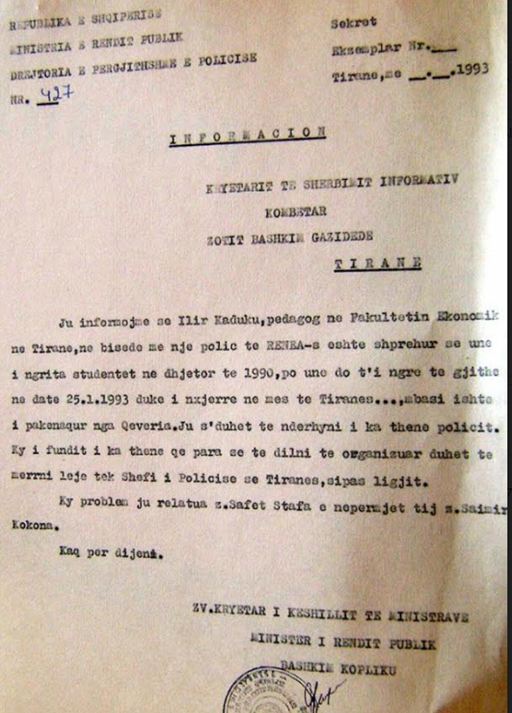 REPUBLIKA E SHQIPERISE
MINISTRIA E RENDIT PUBLIK
DREJTORIA E PERGJITHSHME E POLICISE
NR. 427
Sekret
Eksemplar Nr.___
Tirane,me __.__.1993
INFORMACION
KRYETARIT TE SHERBIMIT INFORMATIV
KOMBETAR
ZOTIT BASHKIM GAZIDEDE
TIRANE
Ju informojme se Ilir Kaduku,pedagog ne Fakultetin Ekonomik
ne Tirane,ne bisede me nje polic te RENEA-s eshte shprehur se une
i ngrita studentet ne dhjetor te 1990,po une do t'i ngre te gjithe
ne date 25.1.1993 duke i nxjerre ne mes te Tiranes...,mbasi ishte
i pakenaqur nga Qeveria.Ju s'duhet te nderhyni i ka thene policit.
Ky i fundit i ka thene qe para se te dilni te organizuar duhet te
merrni leje tek Shefi i Policise se Tiranes,sipas ligjit.
Ky problem ju relatua z.Safet Stafa e nepermjet tij z.Saimir
Kokona.
Kaq per dijeni.
ZV.KRYETAR I KESHILLIT TE MINISTRAVE
MINISTER I RENDIT PUBLIK
BASHKIM KOPLIKU